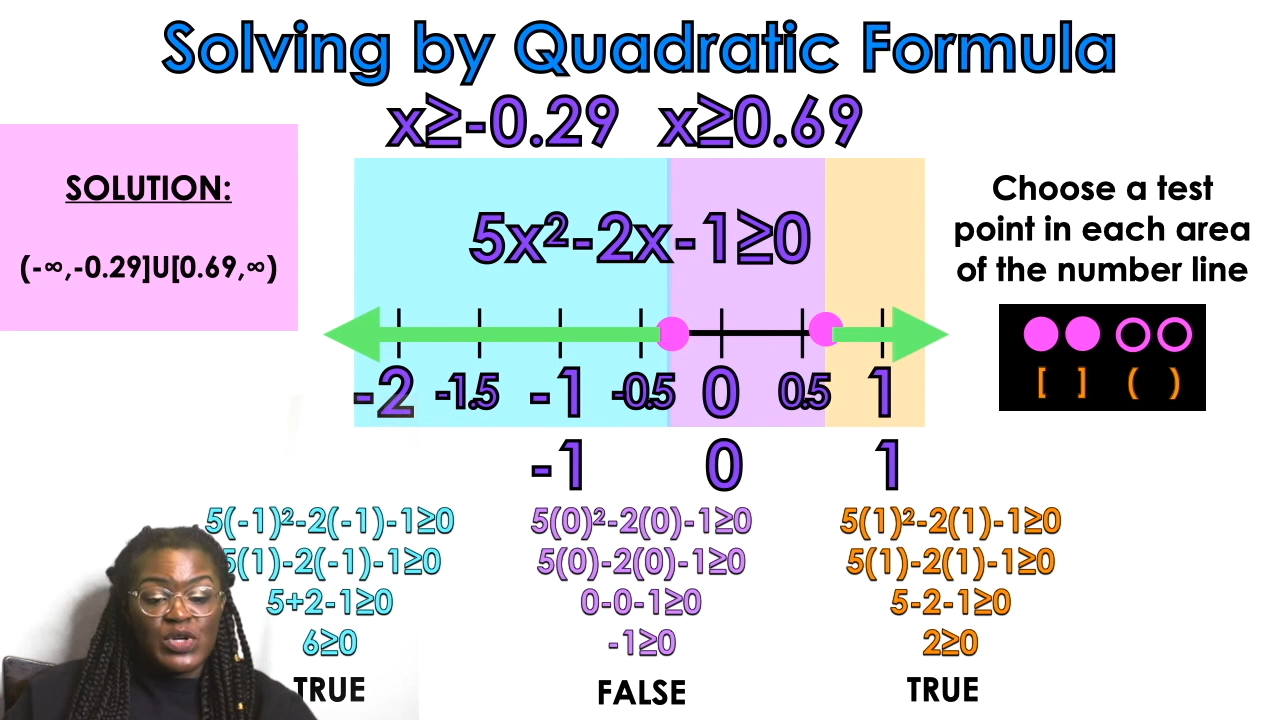 Solving by Quadratic Formula
x≥-0.29 x≥0.69
SOLUTION:
(-∞,-0.29]U[0.69,∞)
5x²-2x-1≥0
Choose a test
point in each area
of the number line
[ ] ( )
-2 -1.5 -1 -0.5 0 0.5 1
-1 0 1
5(-1)²-2(-1)-1≥0
5(1)-2(-1)-1≥0
5+2-1≥0
6≥0
TRUE
5(0)²-2(0)-1≥0
5(0)-2(0)-1≥0
0-0-1≥0
-1≥0
FALSE
5(1)²-2(1)-1≥0
5(1)-2(1)-1≥0
5-2-1≥0
2≥0
TRUE